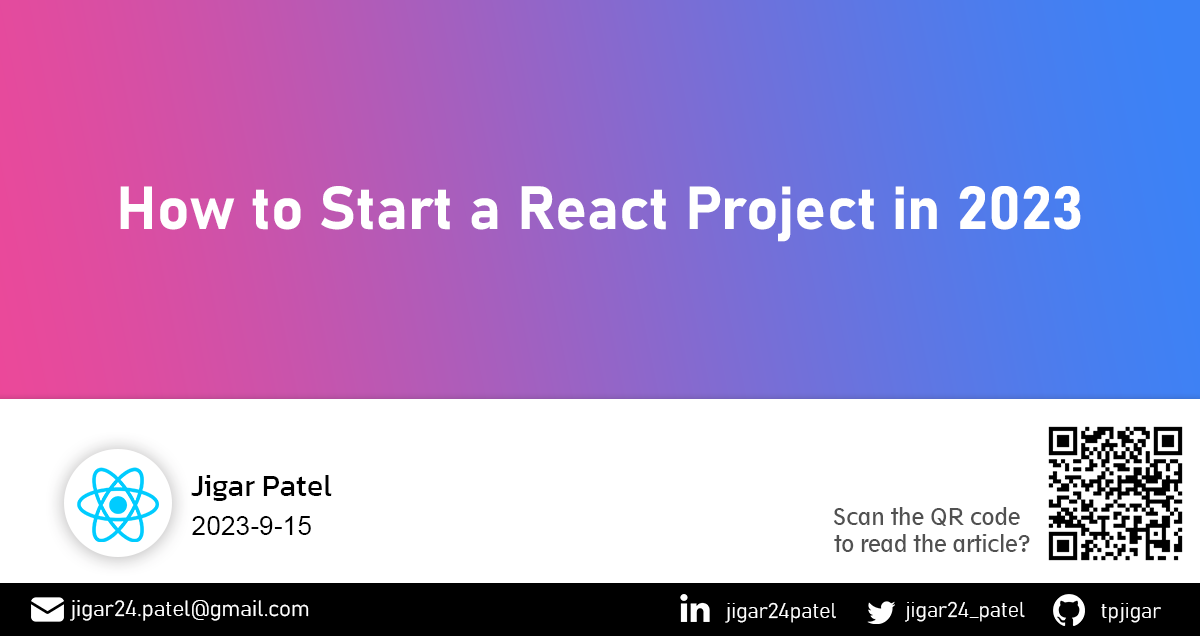 How to Start a React Project in 2023
Jigar Patel
2023-9-15
Scan the QR code
to read the article?
jigar24.patel@gmail.com
in jigar24patel
jigar24_patel
tpjigar